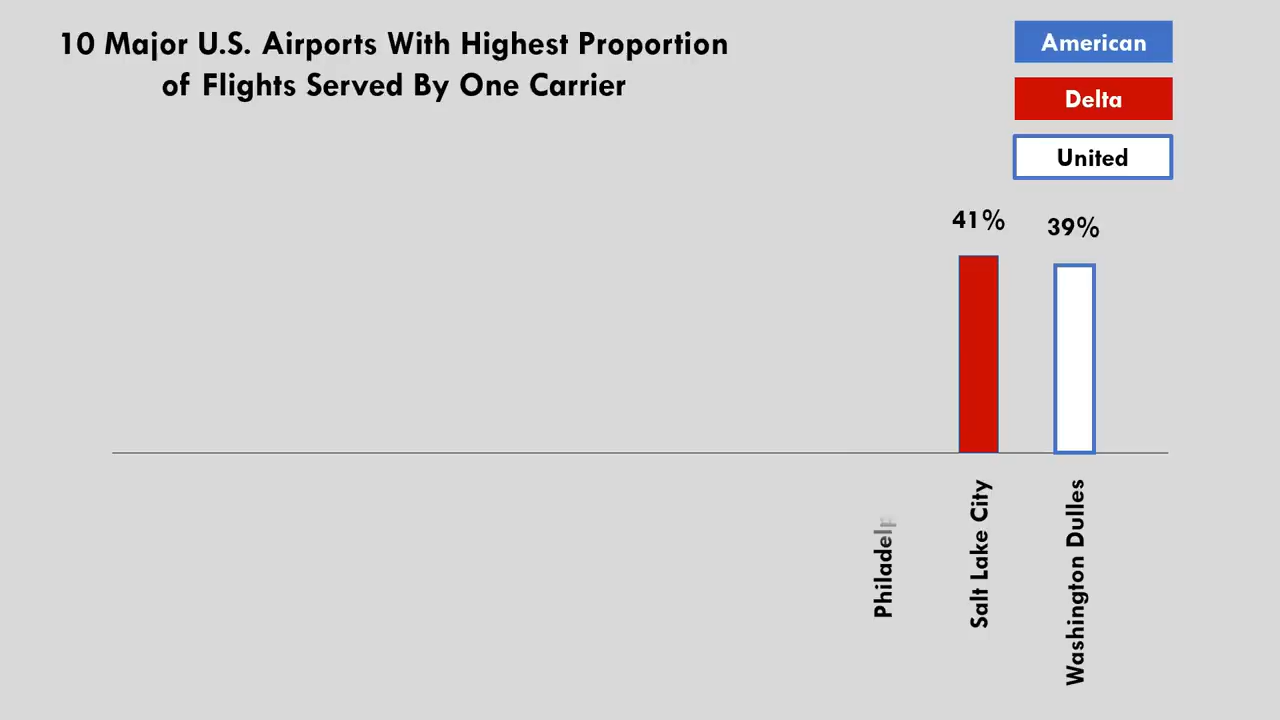 10 Major U.S. Airports With Highest Proportion
of Flights Served By One Carrier
American
Delta
United
41%
39%
Salt Lake City
Washington Dulles